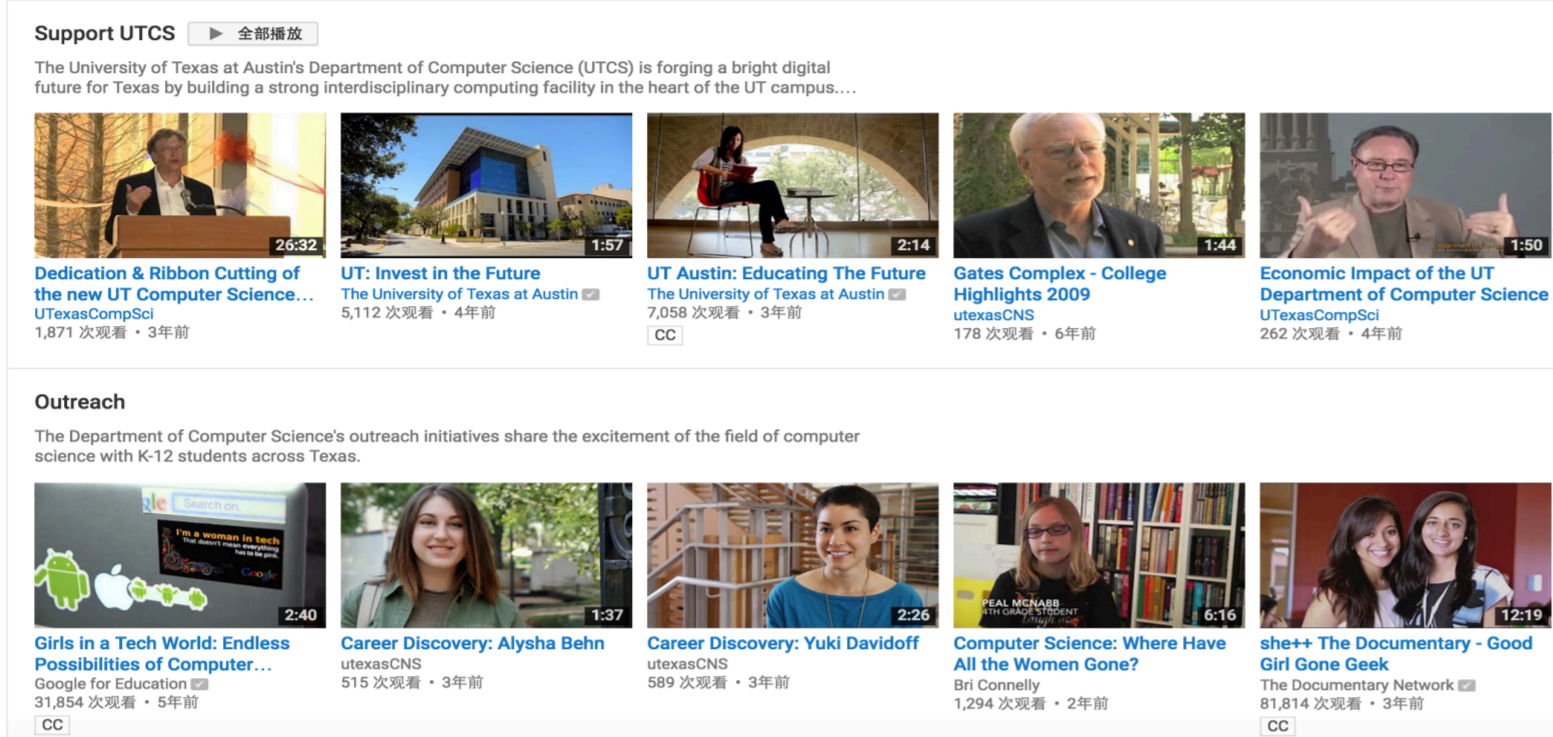 Support UTCS ▶ 全部播放
The University of Texas at Austin's Department of Computer Science (UTCS) is forging a bright digital
future for Texas by building a strong interdisciplinary computing facility in the heart of the UT campus....
26:32
1:57
2:14
1:44
1:50
Dedication & Ribbon Cutting of
the new UT Computer Science...
UTexasCompSci
1,871 次观看 • 3年前
UT: Invest in the Future
The University of Texas at Austin
5,112 次观看 • 4年前
UT Austin: Educating The Future
The University of Texas at Austin
7,058 次观看 • 3年前
CC
Gates Complex - College
Highlights 2009
utexasCNS
178 次观看 • 6年前
Economic Impact of the UT
Department of Computer Science
UTexasCompSci
262 次观看 • 4年前
Outreach
The Department of Computer Science's outreach initiatives share the excitement of the field of computer
science with K-12 students across Texas.
gle Search on.
I'm a woman in tech
That doesn't mean everything
has to be pink.
Google
2:40
1:37
2:26
PEAL MCNABB
4TH GRADE STUDENT
Laugh at
6:16
12:19
Girls in a Tech World: Endless
Possibilities of Computer...
Google for Education
31,854 次观看 • 5年前
CC
Career Discovery: Alysha Behn
utexasCNS
515 次观看 • 3年前
Career Discovery: Yuki Davidoff
utexasCNS
589 次观看 • 3年前
Computer Science: Where Have
All the Women Gone?
Bri Connelly
1,294 次观看 • 2年前
she++ The Documentary - Good
Girl Gone Geek
The Documentary Network
81,814 次观看 • 3年前
CC